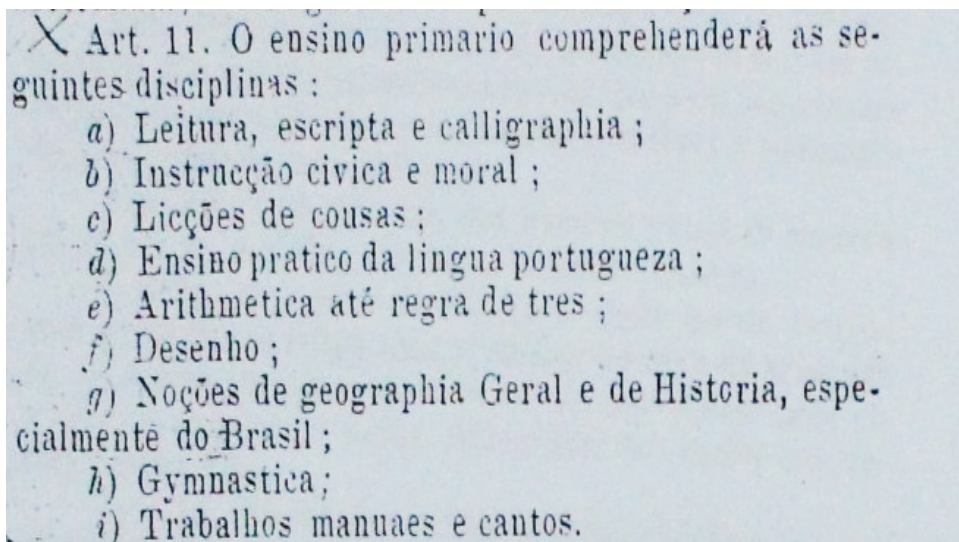 Art. 11. O ensino primario comprehenderá as se-
guintes disciplinas :
a) Leitura, escripta e calligraphia ;
b) Instrucção civica e moral ;
c) Licções de cousas ;
d) Ensino pratico da lingua portugueza ;
e) Arithmetica até regra de tres ;
f) Desenho ;
g) Noções de geographia Geral e de Historia, espe-
cialmente do Brasil ;
h) Gymnastica ;
i) Trabalhos manuaes e cantos.